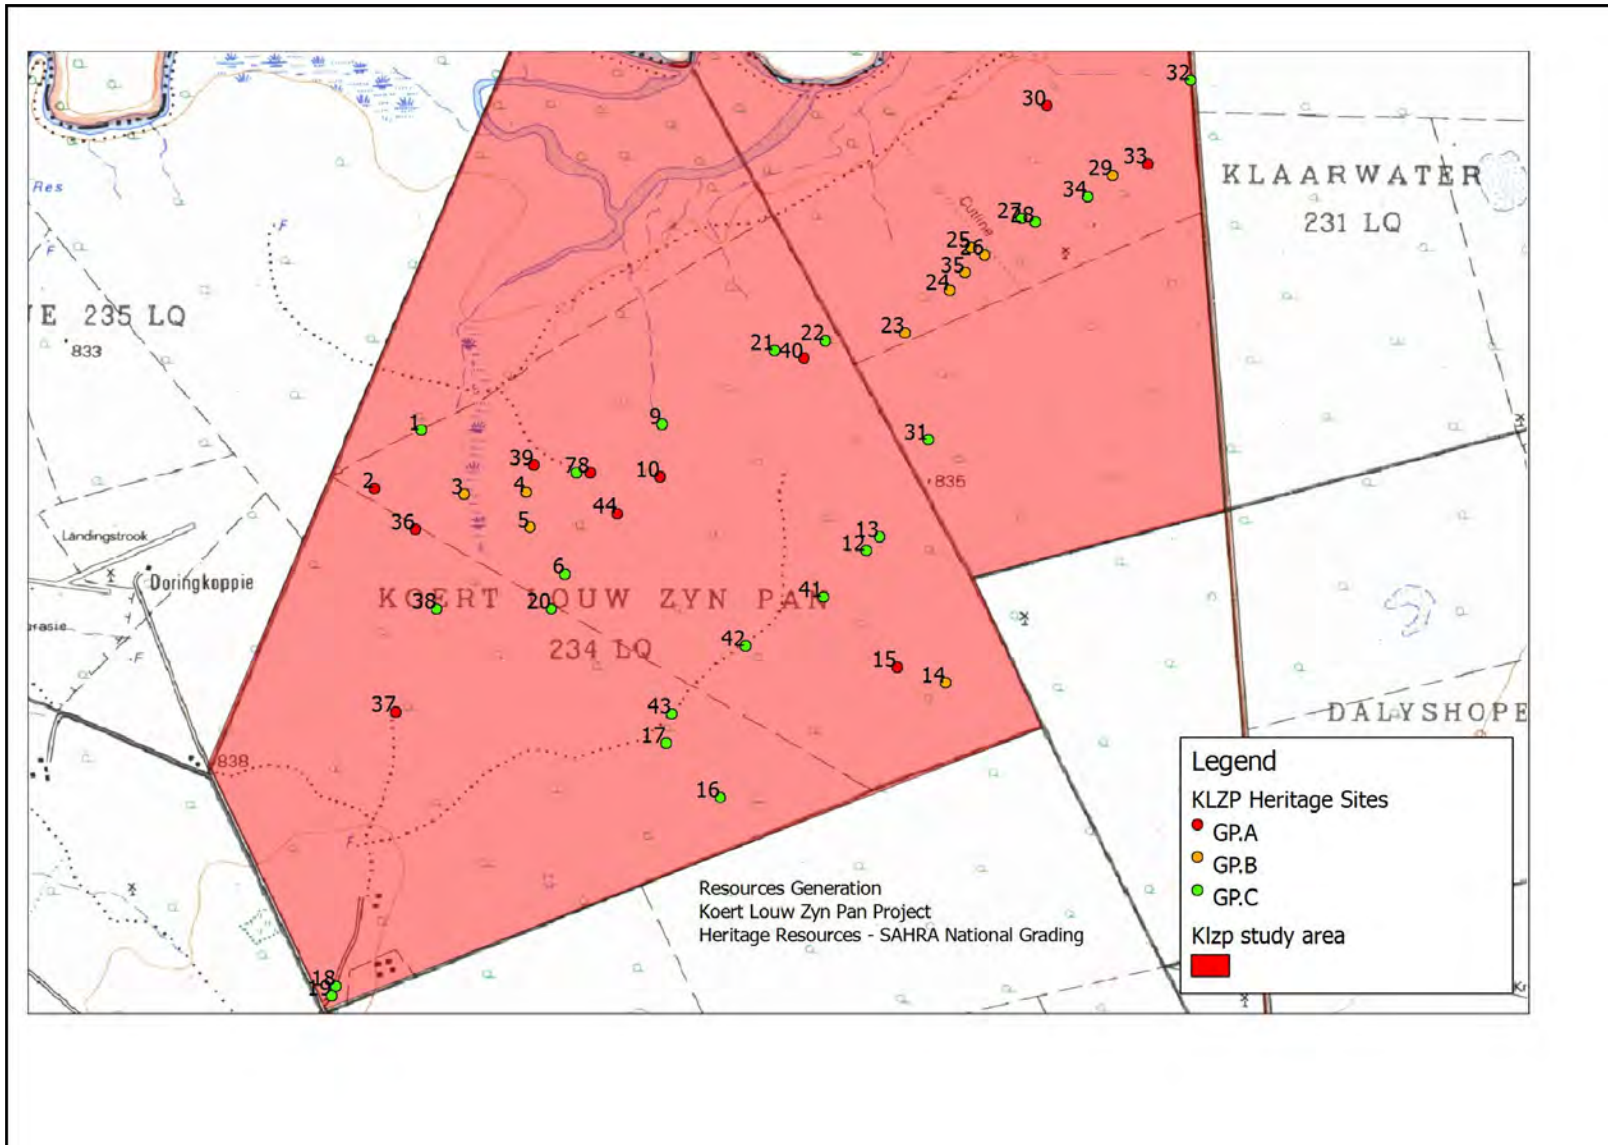 32
30
33
29
34
KLAARWATER
231 LQ
Res
F
F
27
28
Cutline
25
26
35
24
23
JE 235 LQ
833
22
21
40
1
9
31
39
7
8
10
2
3
4
44
835
36
5
13
12
Landingstrook
Doringkoppie
6
KOERT LOUW ZYN PAN
38
20
41
234 LQ
42
F
15
14
37
43
17
DALYSHOPE
838
16
F
Legend
KLZP Heritage Sites
GP.A
GP.B
GP.C
Klzp study area
Resources Generation
Koert Louw Zyn Pan Project
Heritage Resources - SAHRA National Grading
18
19